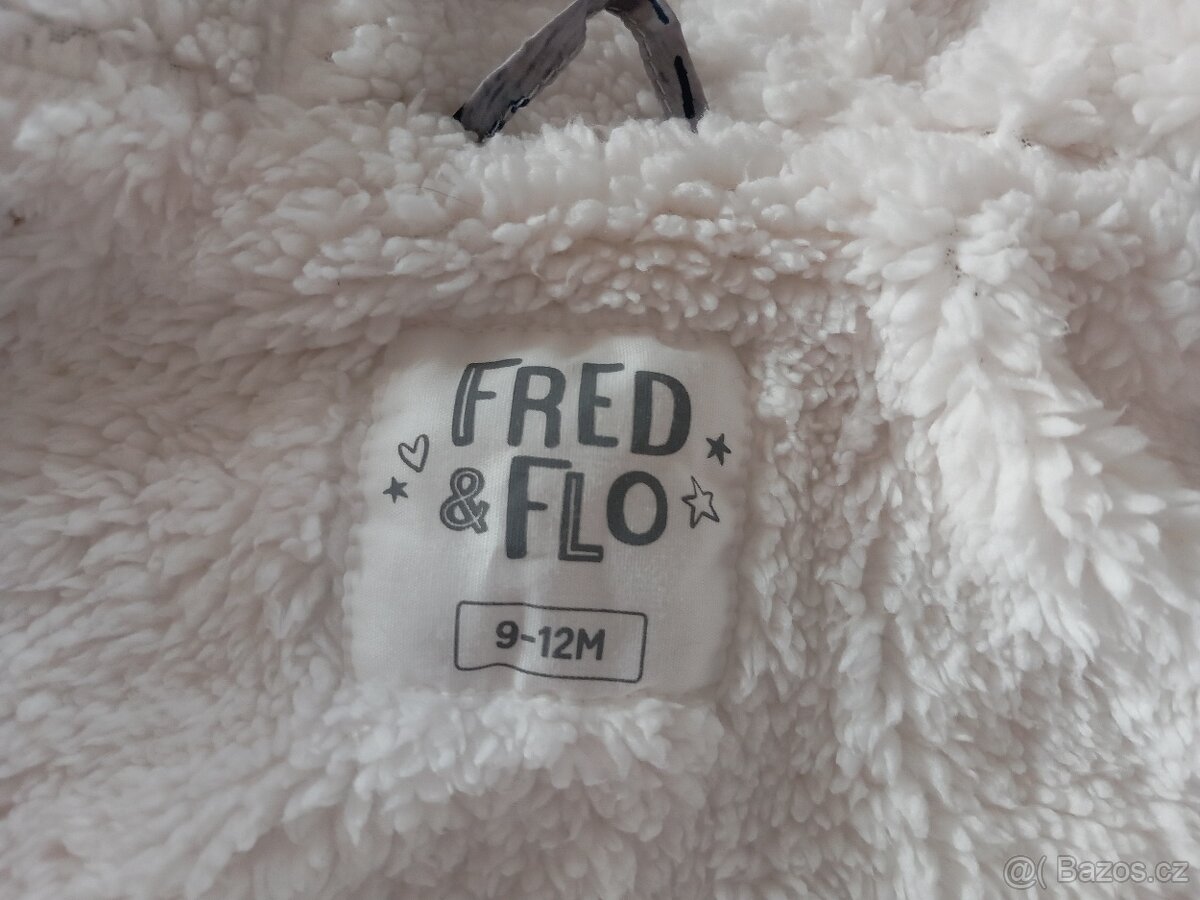 FRED
& FLO
9-12M
@( Bazos.cz